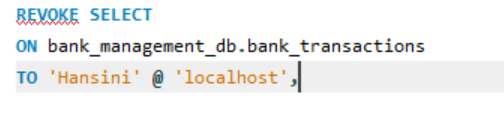 REVOKE SELECT
ON bank_management_db.bank_transactions
TO 'Hansini' @ 'localhost',